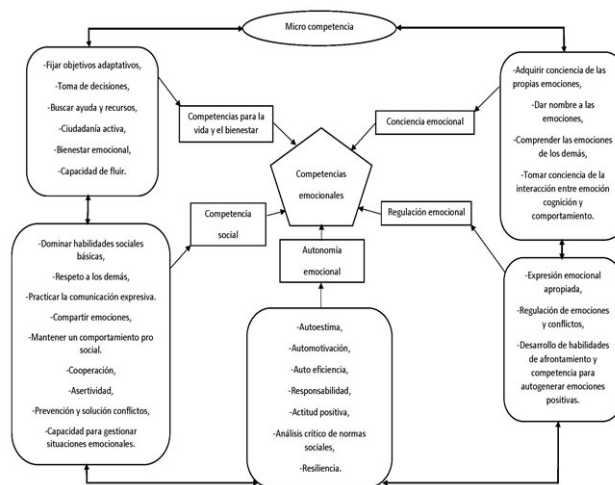 Micro competencia
-Fijar objetivos adaptativos,
-Toma de decisiones,
-Buscar ayuda y recursos,
-Ciudadanía activa,
-Bienestar emocional,
-Capacidad de fluir.
Competencias para la
vida y el bienestar
Conciencia emocional
-Adquirir conciencia de las
propias emociones,
-Dar nombre a las
emociones,
-Comprender las emociones
de los demás,
-Tomar conciencia de la
interacción entre emoción
cognición y
comportamiento.
Competencias
emocionales
Competencia
social
Regulación emocional
Autonomía
emocional
-Dominar habilidades sociales
básicas,
-Respeto a los demás,
-Practicar la comunicación expresiva.
-Compartir emociones,
-Mantener un comportamiento pro
social.
-Cooperación,
-Asertividad,
-Prevención y solución conflictos,
-Capacidad para gestionar
situaciones emocionales.
-Autoestima,
-Automotivación,
-Auto eficiencia,
-Responsabilidad,
-Actitud positiva,
-Análisis crítico de normas
sociales,
-Resiliencia.
-Expresión emocional
apropiada,
-Regulación de emociones
y conflictos,
-Desarrollo de habilidades
de afrontamiento y
competencia para
autogenerar emociones
positivas.